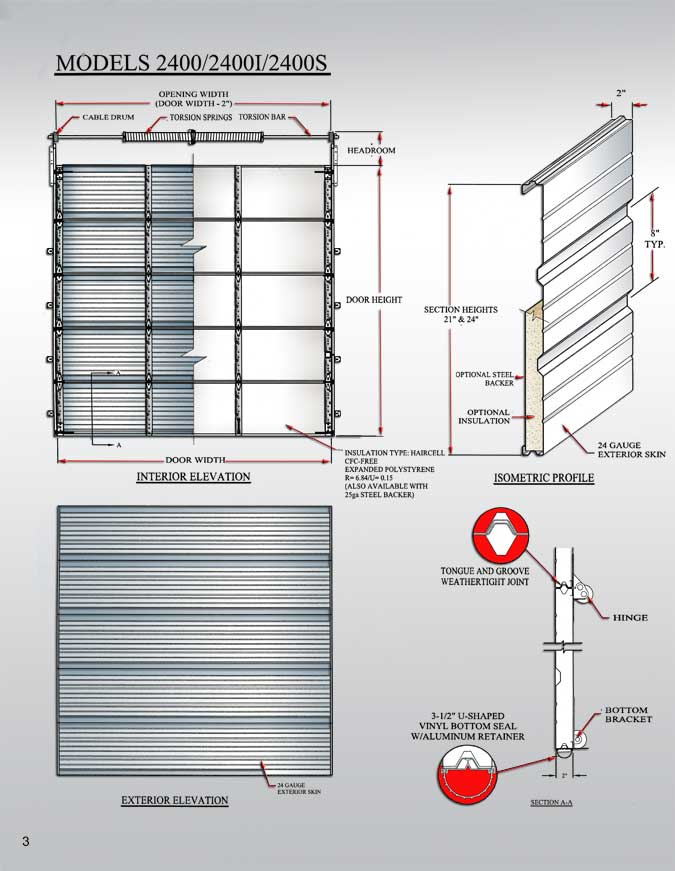 MODELS 2400/2400I/2400S
OPENING WIDTH
(DOOR WIDTH - 2")
CABLE DRUM
TORSION SPRINGS
TORSION BAR
HEADROOM
DOOR HEIGHT
A
A
DOOR WIDTH
INTERIOR ELEVATION
INSULATION TYPE: HAIRCELL
CFC-FREE
EXPANDED POLYSTYRENE
R= 6.84/U= 0.15
(ALSO AVAILABLE WITH
25ga STEEL BACKER)
2"
8"
TYP.
SECTION HEIGHTS
21" & 24"
OPTIONAL STEEL
BACKER
OPTIONAL
INSULATION
24 GAUGE
EXTERIOR SKIN
ISOMETRIC PROFILE
24 GAUGE
EXTERIOR SKIN
EXTERIOR ELEVATION
TONGUE AND GROOVE
WEATHERTIGHT JOINT
HINGE
BOTTOM
BRACKET
3-1/2" U-SHAPED
VINYL BOTTOM SEAL
W/ALUMINUM RETAINER
2"
SECTION A-A
3